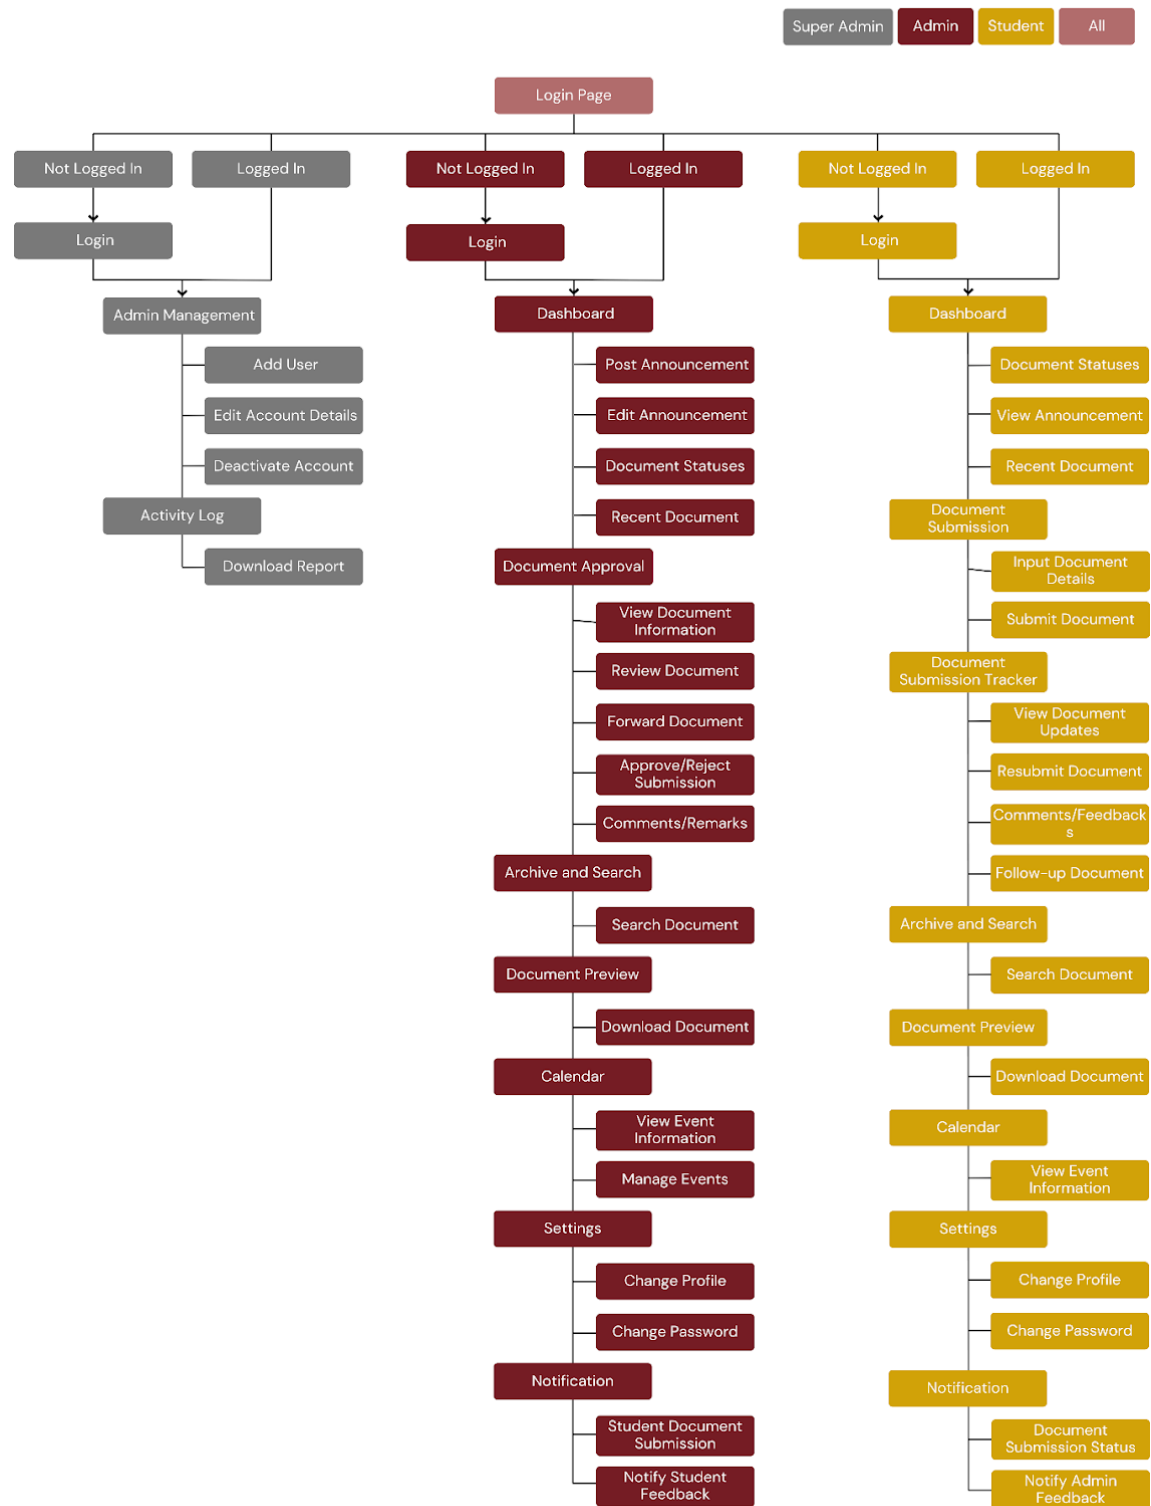 Super Admin
Admin
Student
All
Login Page
Not Logged In
Logged In
Not Logged In
Logged In
Not Logged In
Logged In
Login
Login
Login
Admin Management
Add User
Edit Account Details
Deactivate Account
Activity Log
Download Report
Dashboard
Post Announcement
Edit Announcement
Document Statuses
Recent Document
Document Approval
View Document
Information
Review Document
Forward Document
Approve/Reject
Submission
Comments/Remarks
Archive and Search
Search Document
Document Preview
Download Document
Calendar
View Event
Information
Manage Events
Settings
Change Profile
Change Password
Notification
Student Document
Submission
Notify Student
Feedback
Dashboard
Document Statuses
View Announcement
Recent Document
Document
Submission
Input Document
Details
Submit Document
Document
Submission Tracker
View Document
Updates
Resubmit Document
Comments/Feedback
s
Follow-up Document
Archive and Search
Search Document
Document Preview
Download Document
Calendar
View Event
Information
Settings
Change Profile
Change Password
Notification
Document
Submission Status
Notify Admin
Feedback